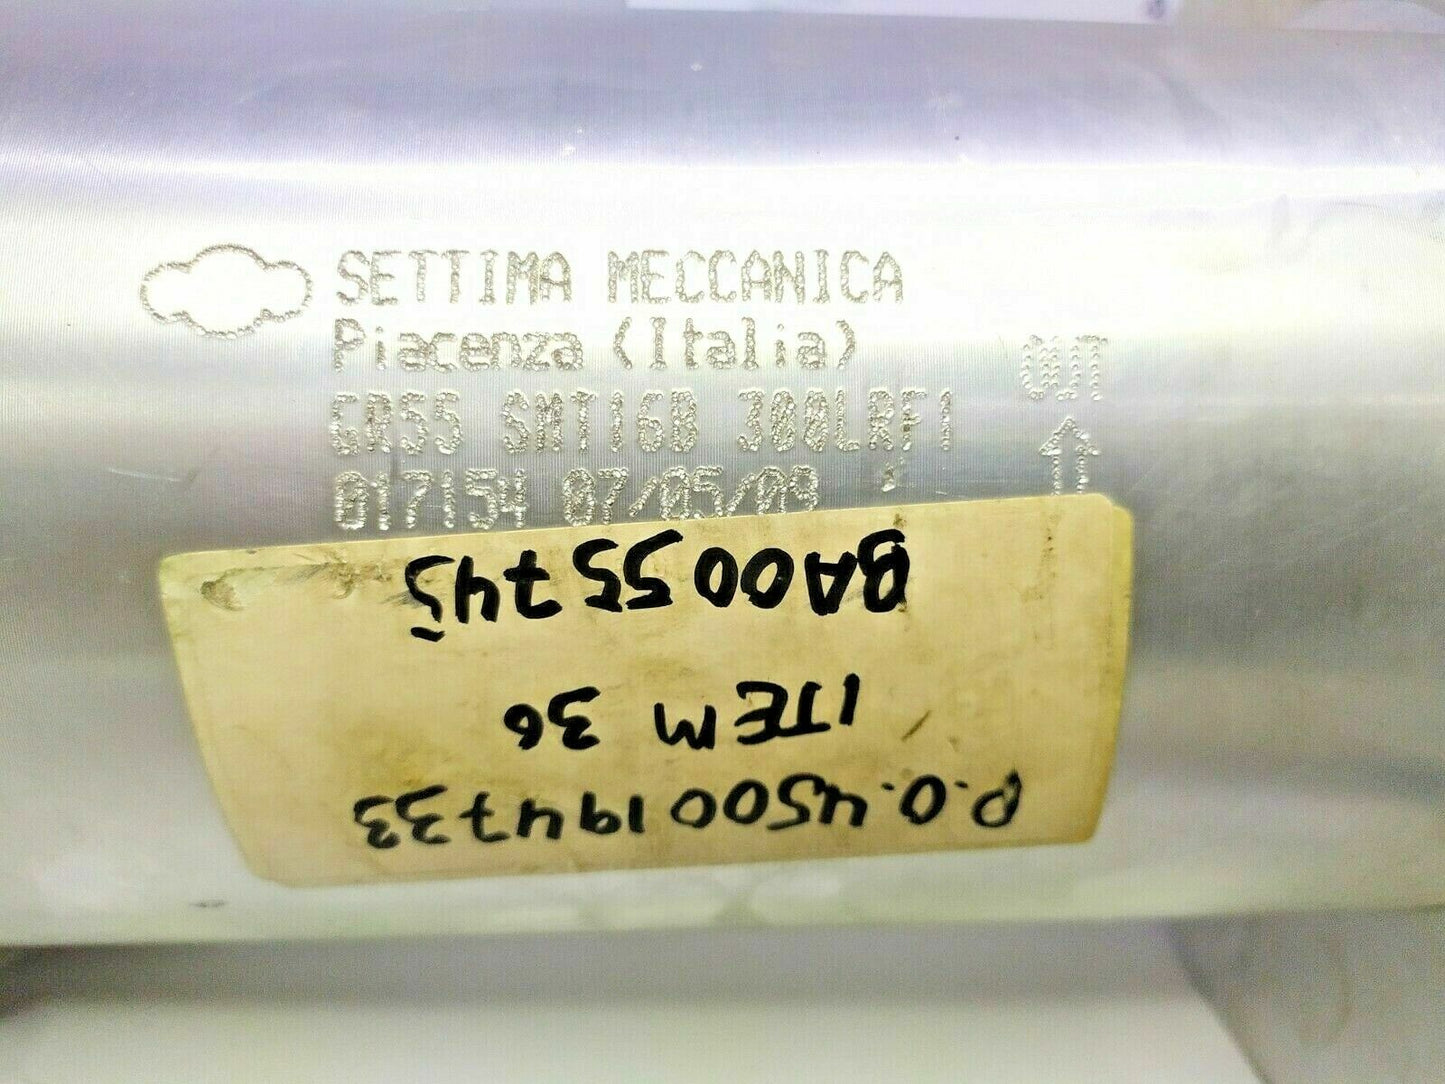 SETTIMA MECCANICA
Piacenza (Italia)
GR55 SMT16B 300LRF1
017154 07/05/09
OUT
P.O. 4500194733
ITEM 36
BA0055745